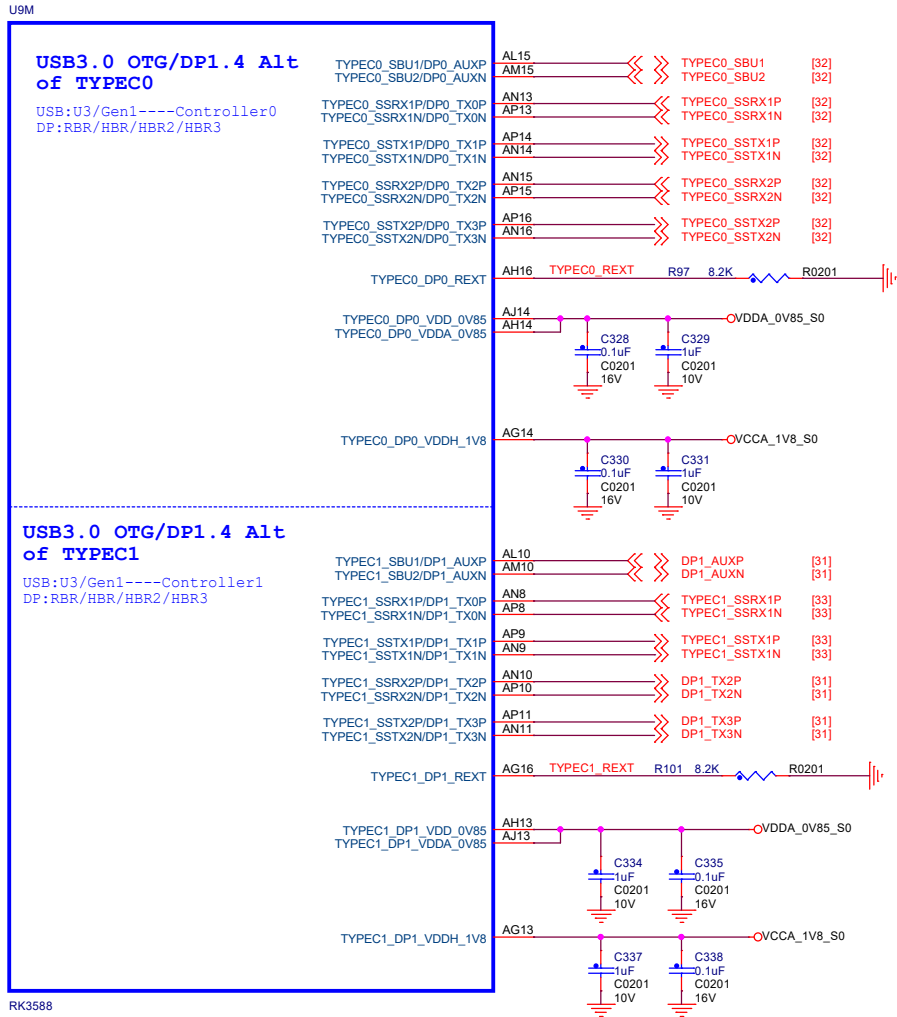 U9M
USB3.0 OTG/DP1.4 Alt
of TYPEC0
USB:U3/Gen1----Controller0
DP:RBR/HBR/HBR2/HBR3
TYPEC0_SBU1/DP0_AUXP AL15 TYPEC0_SBU1 [32]
TYPEC0_SBU2/DP0_AUXN AM15 TYPEC0_SBU2 [32]
TYPEC0_SSRX1P/DP0_TX0P AN13 TYPEC0_SSRX1P [32]
TYPEC0_SSRX1N/DP0_TX0N AP13 TYPEC0_SSRX1N [32]
TYPEC0_SSTX1P/DP0_TX1P AP14 TYPEC0_SSTX1P [32]
TYPEC0_SSTX1N/DP0_TX1N AN14 TYPEC0_SSTX1N [32]
TYPEC0_SSRX2P/DP0_TX2P AN15 TYPEC0_SSRX2P [32]
TYPEC0_SSRX2N/DP0_TX2N AP15 TYPEC0_SSRX2N [32]
TYPEC0_SSTX2P/DP0_TX3P AP16 TYPEC0_SSTX2P [32]
TYPEC0_SSTX2N/DP0_TX3N AN16 TYPEC0_SSTX2N [32]
TYPEC0_DP0_REXT AH16 TYPEC0_REXT R97 8.2K R0201
TYPEC0_DP0_VDD_0V85 AJ14 VDDA_0V85_S0
TYPEC0_DP0_VDDA_0V85 AH14
C328 C329
0.1uF 1uF
C0201 C0201
16V 10V
TYPEC0_DP0_VDDH_1V8 AG14 VCCA_1V8_S0
C330 C331
0.1uF 1uF
C0201 C0201
16V 10V
USB3.0 OTG/DP1.4 Alt
of TYPEC1
USB:U3/Gen1----Controller1
DP:RBR/HBR/HBR2/HBR3
TYPEC1_SBU1/DP1_AUXP AL10 DP1_AUXP [31]
TYPEC1_SBU2/DP1_AUXN AM10 DP1_AUXN [31]
TYPEC1_SSRX1P/DP1_TX0P AN8 TYPEC1_SSRX1P [33]
TYPEC1_SSRX1N/DP1_TX0N AP8 TYPEC1_SSRX1N [33]
TYPEC1_SSTX1P/DP1_TX1P AP9 TYPEC1_SSTX1P [33]
TYPEC1_SSTX1N/DP1_TX1N AN9 TYPEC1_SSTX1N [33]
TYPEC1_SSRX2P/DP1_TX2P AN10 DP1_TX2P [31]
TYPEC1_SSRX2N/DP1_TX2N AP10 DP1_TX2N [31]
TYPEC1_SSTX2P/DP1_TX3P AP11 DP1_TX3P [31]
TYPEC1_SSTX2N/DP1_TX3N AN11 DP1_TX3N [31]
TYPEC1_DP1_REXT AG16 TYPEC1_REXT R101 8.2K R0201
TYPEC1_DP1_VDD_0V85 AH13 VDDA_0V85_S0
TYPEC1_DP1_VDDA_0V85 AJ13
C334 C335
1uF 0.1uF
C0201 C0201
10V 16V
TYPEC1_DP1_VDDH_1V8 AG13 VCCA_1V8_S0
C337 C338
1uF 0.1uF
C0201 C0201
10V 16V
RK3588